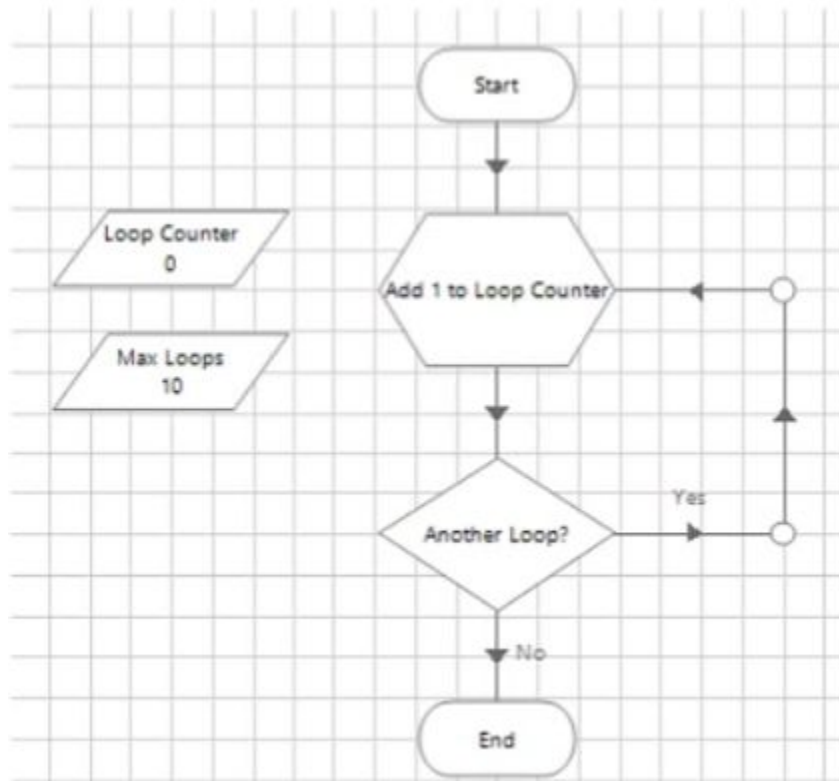 Start
Loop Counter
0
Add 1 to Loop Counter
Max Loops
10
Another Loop?
Yes
No
End